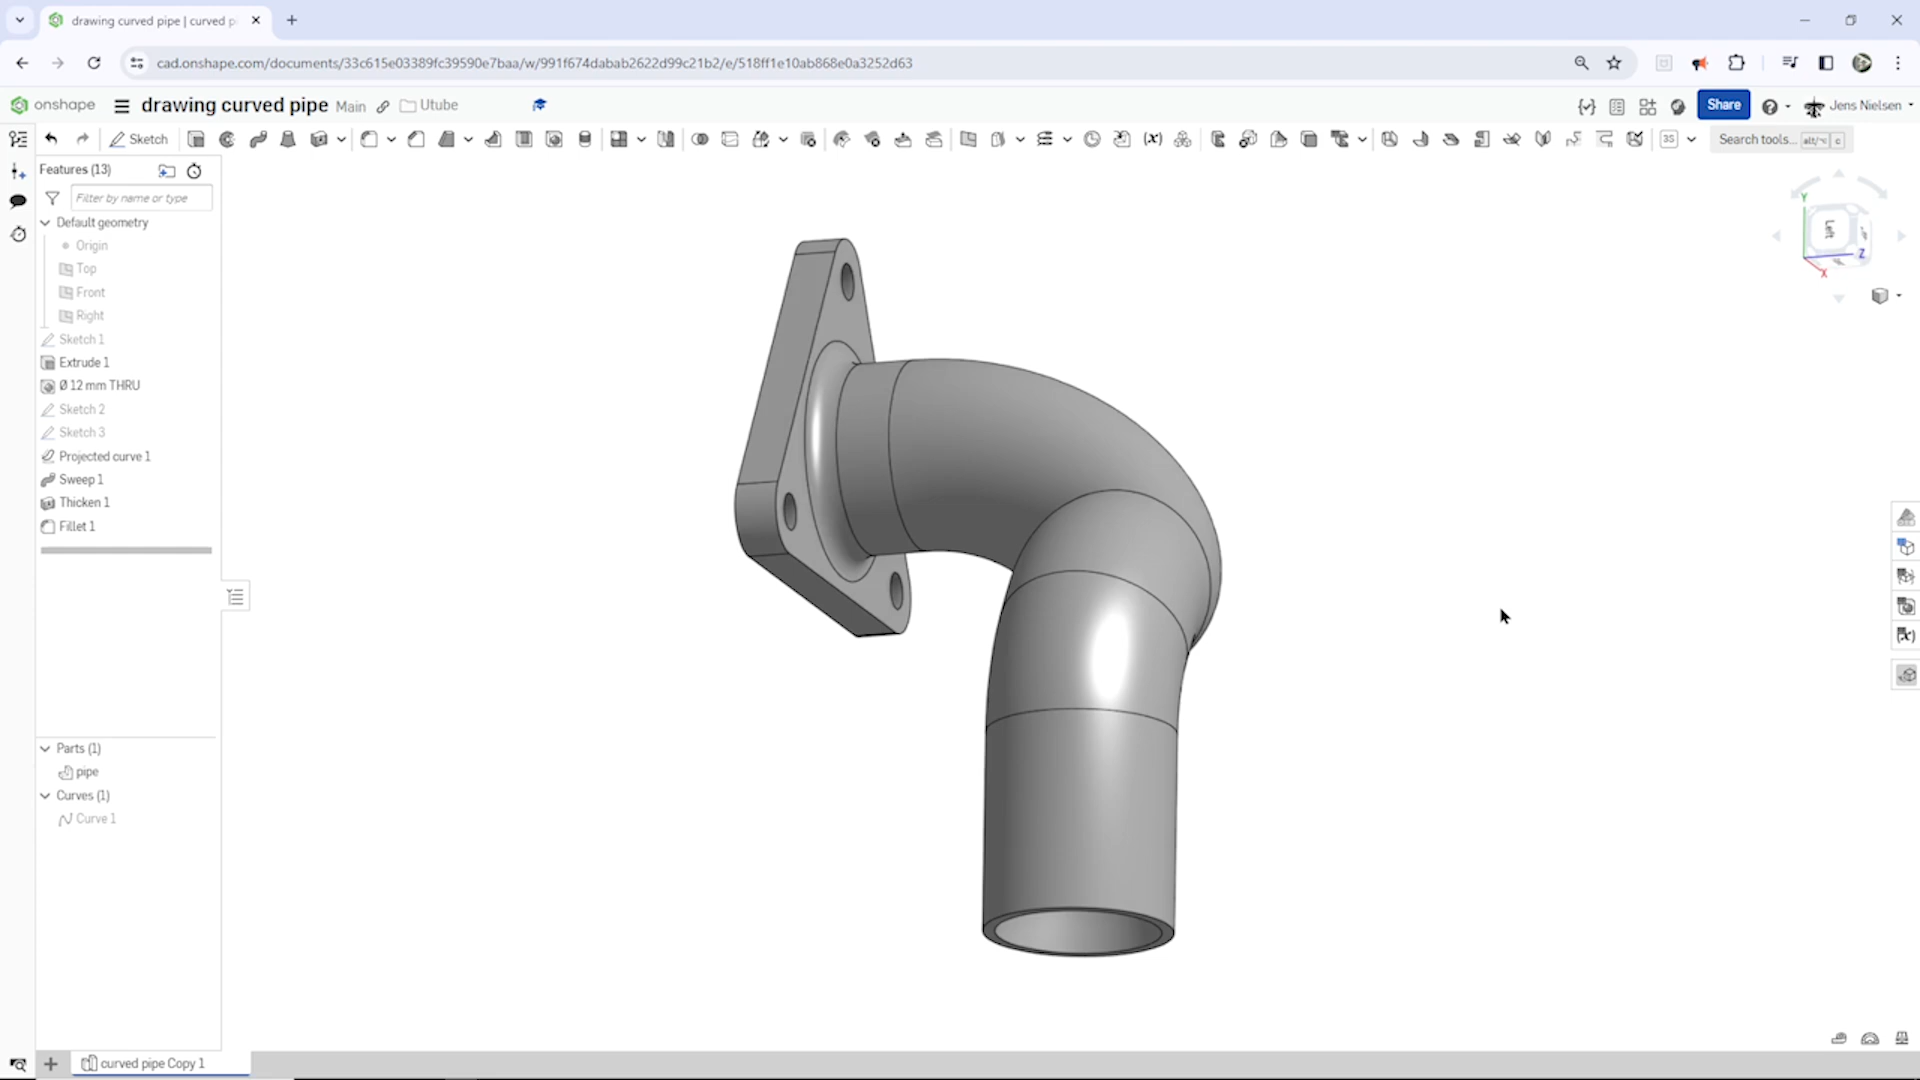 drawing curved pipe | curved p
cad.onshape.com/documents/33c615e03389fc39590e7baa/w/991f674dabab2622d99c21b2/e/518ff1e10ab868e0a3252d63
onshape drawing curved pipe Main Utube Share Jens Nielsen
Sketch (x) 3S Search tools... alt/⌥ c
Features (13)
Filter by name or type
Default geometry
Origin
Top
Front
Right
Sketch 1
Extrude 1
Ø 12 mm THRU
Sketch 2
Sketch 3
Projected curve 1
Sweep 1
Thicken 1
Fillet 1
Parts (1)
pipe
Curves (1)
Curve 1
Y
Left
Z
X
(x)
curved pipe Copy 1